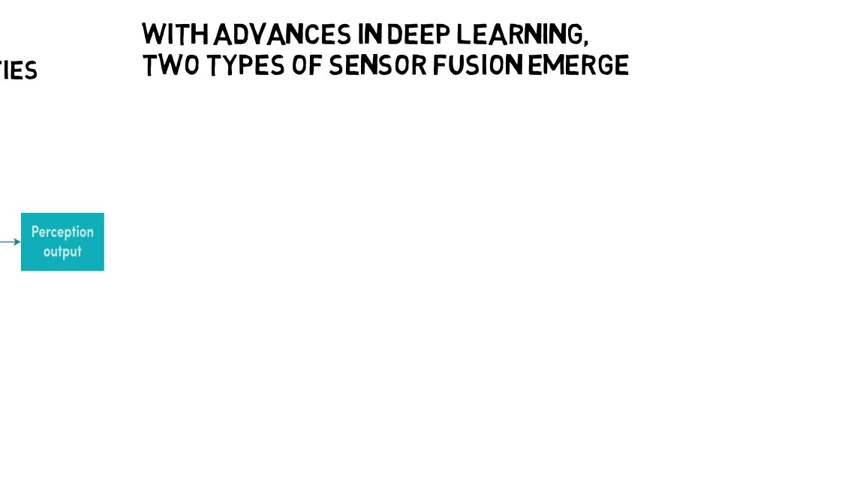 WITH ADVANCES IN DEEP LEARNING,
TWO TYPES OF SENSOR FUSION EMERGE
Perception
output